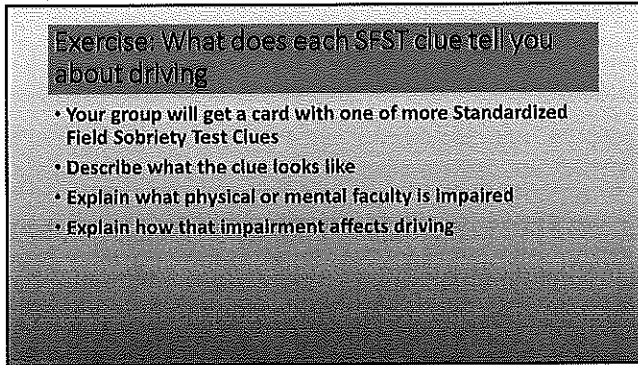 Exercise: What does each SFST clue tell you
about driving
• Your group will get a card with one of more Standardized
Field Sobriety Test Clues
• Describe what the clue looks like
• Explain what physical or mental faculty is impaired
• Explain how that impairment affects driving